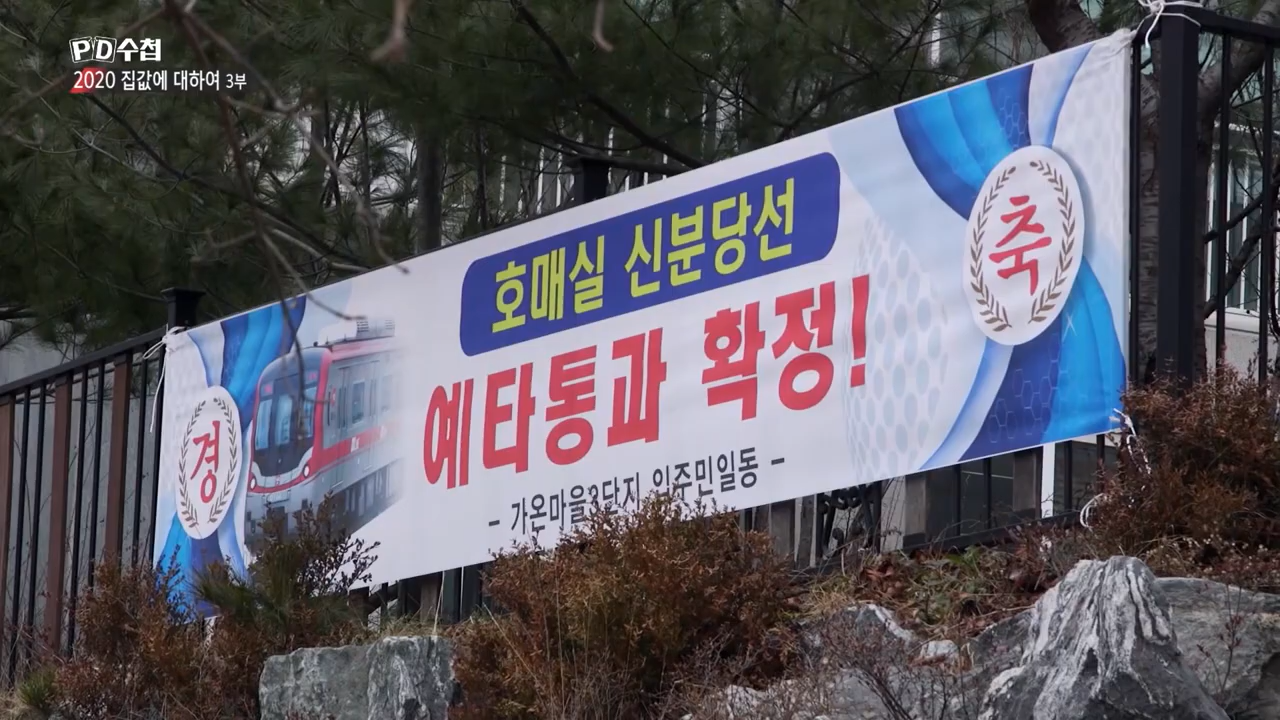 PD수첩
2020 집값에 대하여 3부
호매실 신분당선
축
예타통과 확정!
경
- 가온마을3단지 입주민일동 -